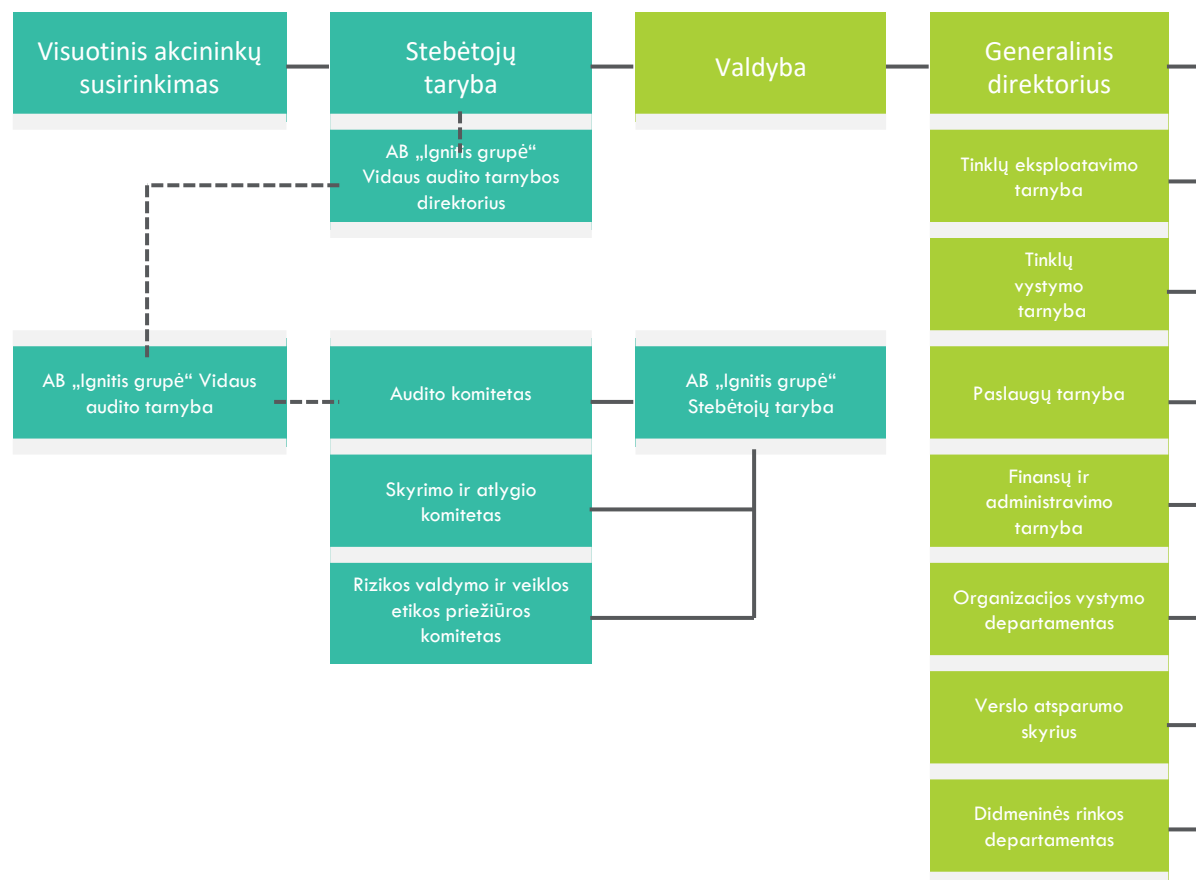 Visuotinis akcininkų
susirinkimas
Stebėtojų
taryba
Valdyba
Generalinis
direktorius
AB „Ignitis grupė“
Vidaus audito tarnybos
direktorius
Tinklų eksploatavimo
tarnyba
Tinklų
vystymo
tarnyba
AB „Ignitis grupė“ Vidaus
audito tarnyba
Audito komitetas
AB „Ignitis grupė“
Stebėtojų taryba
Paslaugų tarnyba
Skyrimo ir atlygio
komitetas
Finansų ir
administravimo
tarnyba
Rizikos valdymo ir veiklos
etikos priežiūros
komitetas
Organizacijos vystymo
departamentas
Verslo atsparumo
skyrius
Didmeninės rinkos
departamentas